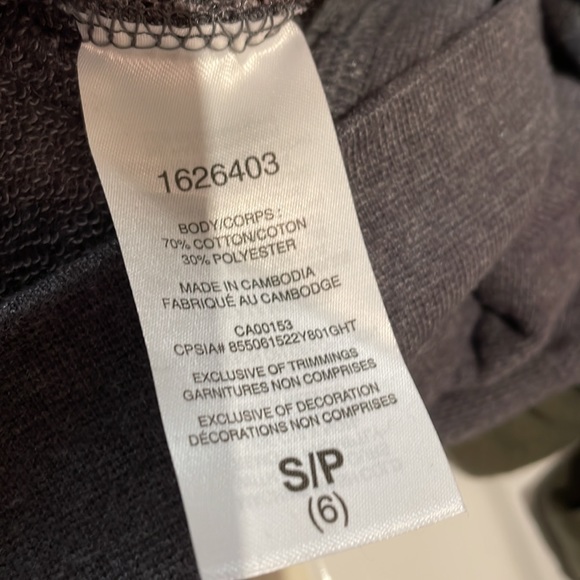 1626403
BODY/CORPS :
70% COTTON/COTON
30% POLYESTER
MADE IN CAMBODIA
FABRIQUÉ AU CAMBODGE
CA00153
CPSIA# 855061522Y801GHT
EXCLUSIVE OF TRIMMINGS
GARNITURES NON COMPRISES
EXCLUSIVE OF DECORATION
DÉCORATIONS NON COMPRISES
S/P
(6)